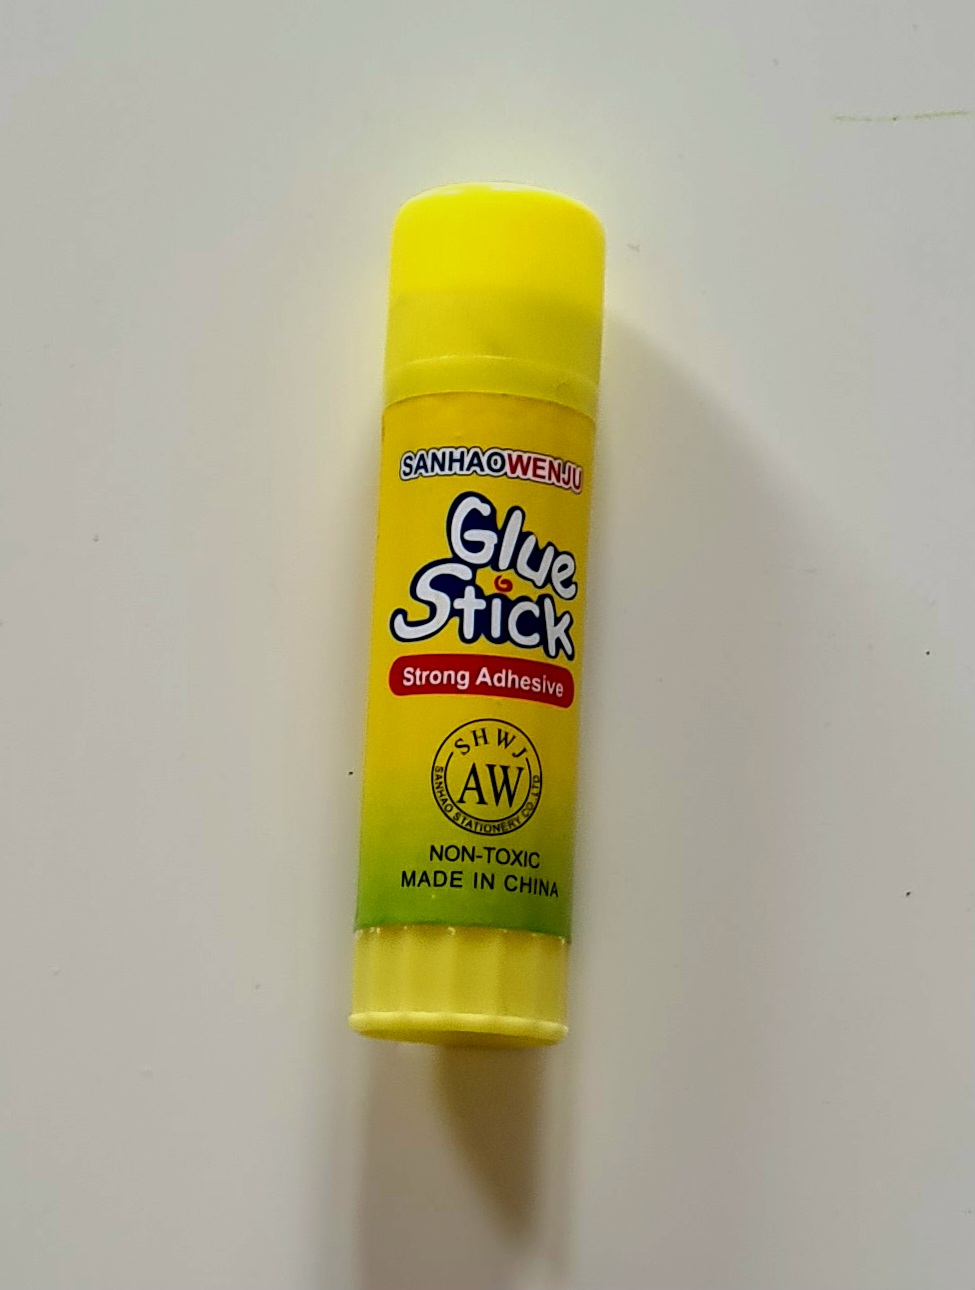 SANHAOWENJU
Glue
Stick
Strong Adhesive
SHWJ
AW
SANHAO STATIONERY CO.,LTD
NON-TOXIC
MADE IN CHINA